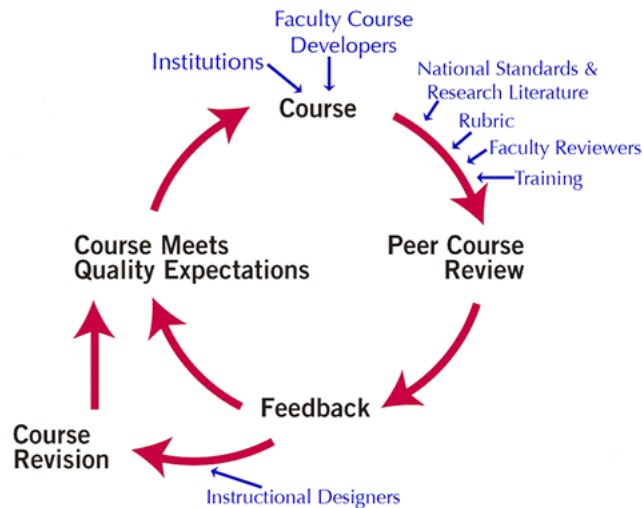 Faculty Course
Developers
Institutions
Course
National Standards &
Research Literature
Rubric
Faculty Reviewers
Training
Peer Course
Review
Course Meets
Quality Expectations
Feedback
Course
Revision
Instructional Designers